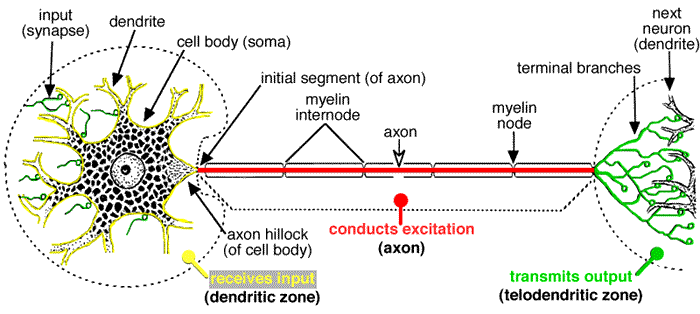 input
(synapse)
dendrite
cell body (soma)
initial segment (of axon)
myelin
internode
axon
myelin
node
terminal branches
next
neuron
(dendrite)
axon hillock
(of cell body)
conducts excitation
(axon)
receives input
(dendritic zone)
transmits output
(telodendritic zone)